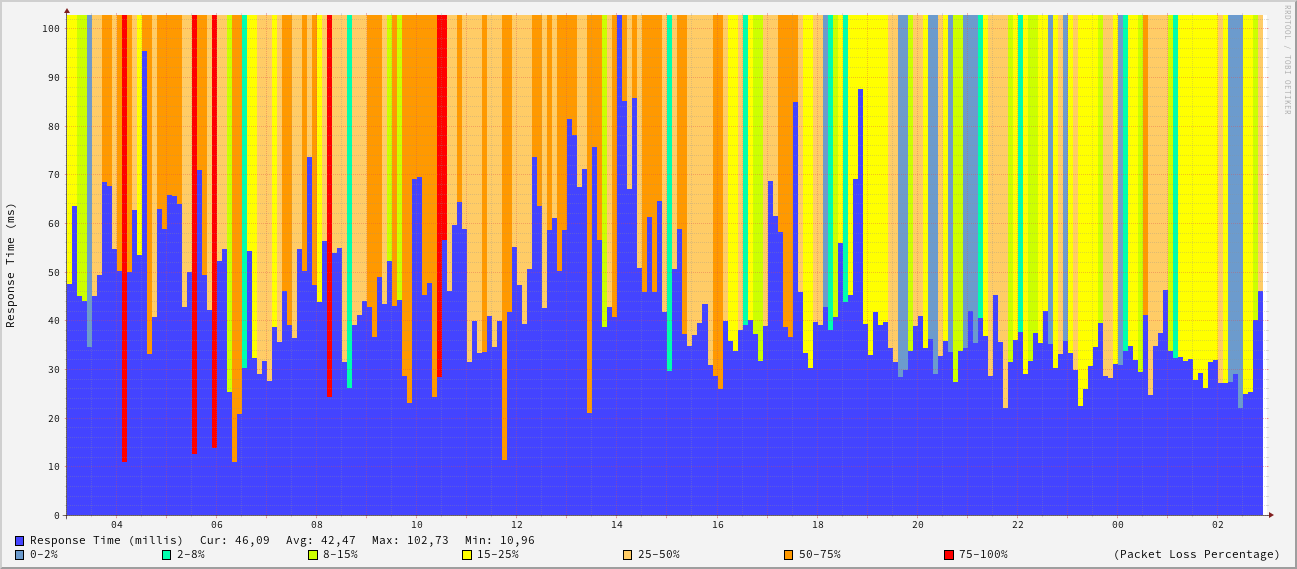 RRDTOOL / TOBI OETIKER
Response Time (ms)
100
90
80
70
60
50
40
30
20
10
0
04 06 08 10 12 14 16 18 20 22 00 02
Response Time (millis) Cur: 46,09 Avg: 42,47 Max: 102,73 Min: 10,96
0-2% 2-8% 8-15% 15-25% 25-50% 50-75% 75-100% (Packet Loss Percentage)